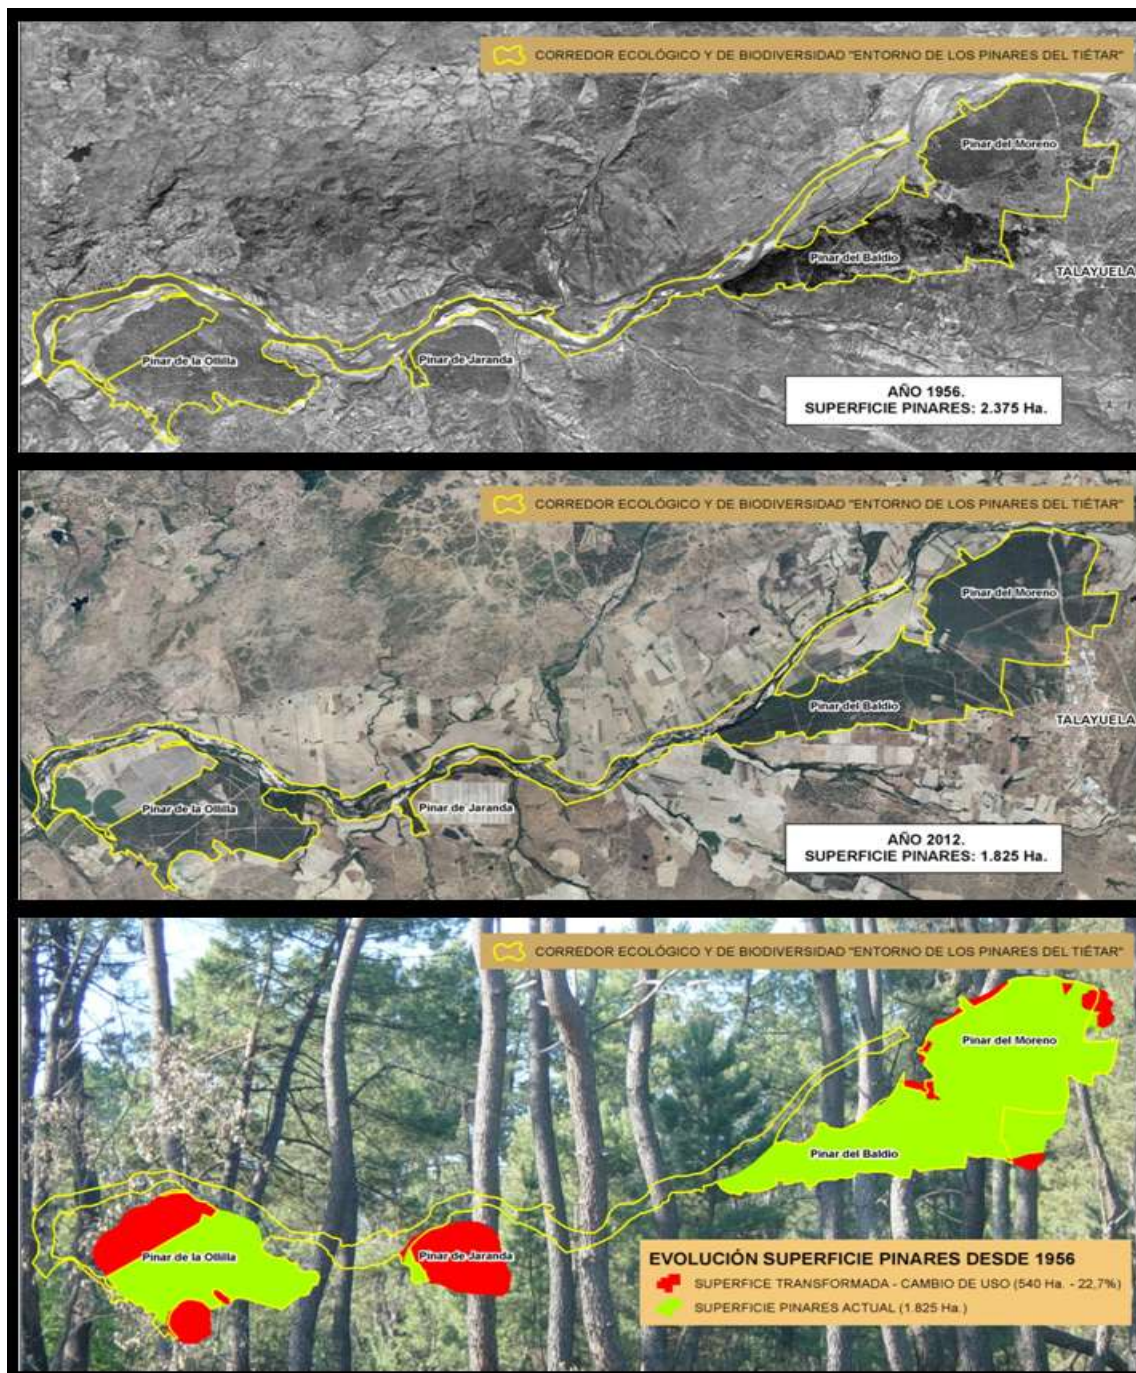 CORREDOR ECOLÓGICO Y DE BIODIVERSIDAD "ENTORNO DE LOS PINARES DEL TIÉTAR"
Pinar del Moreno
Pinar del Baldío
TALAYUELA
Pinar de la Ollilla
Pinar de Jaranda
AÑO 1956.
SUPERFICIE PINARES: 2.375 Ha.
CORREDOR ECOLÓGICO Y DE BIODIVERSIDAD "ENTORNO DE LOS PINARES DEL TIÉTAR"
Pinar del Moreno
Pinar del Baldío
TALAYUELA
Pinar de la Ollilla
Pinar de Jaranda
AÑO 2012.
SUPERFICIE PINARES: 1.825 Ha.
CORREDOR ECOLÓGICO Y DE BIODIVERSIDAD "ENTORNO DE LOS PINARES DEL TIÉTAR"
Pinar del Moreno
Pinar del Baldío
Pinar de la Ollilla
Pinar de Jaranda
EVOLUCIÓN SUPERFICIE PINARES DESDE 1956
SUPERFICE TRANSFORMADA - CAMBIO DE USO (540 Ha. - 22,7%)
SUPERFICIE PINARES ACTUAL (1.825 Ha.)